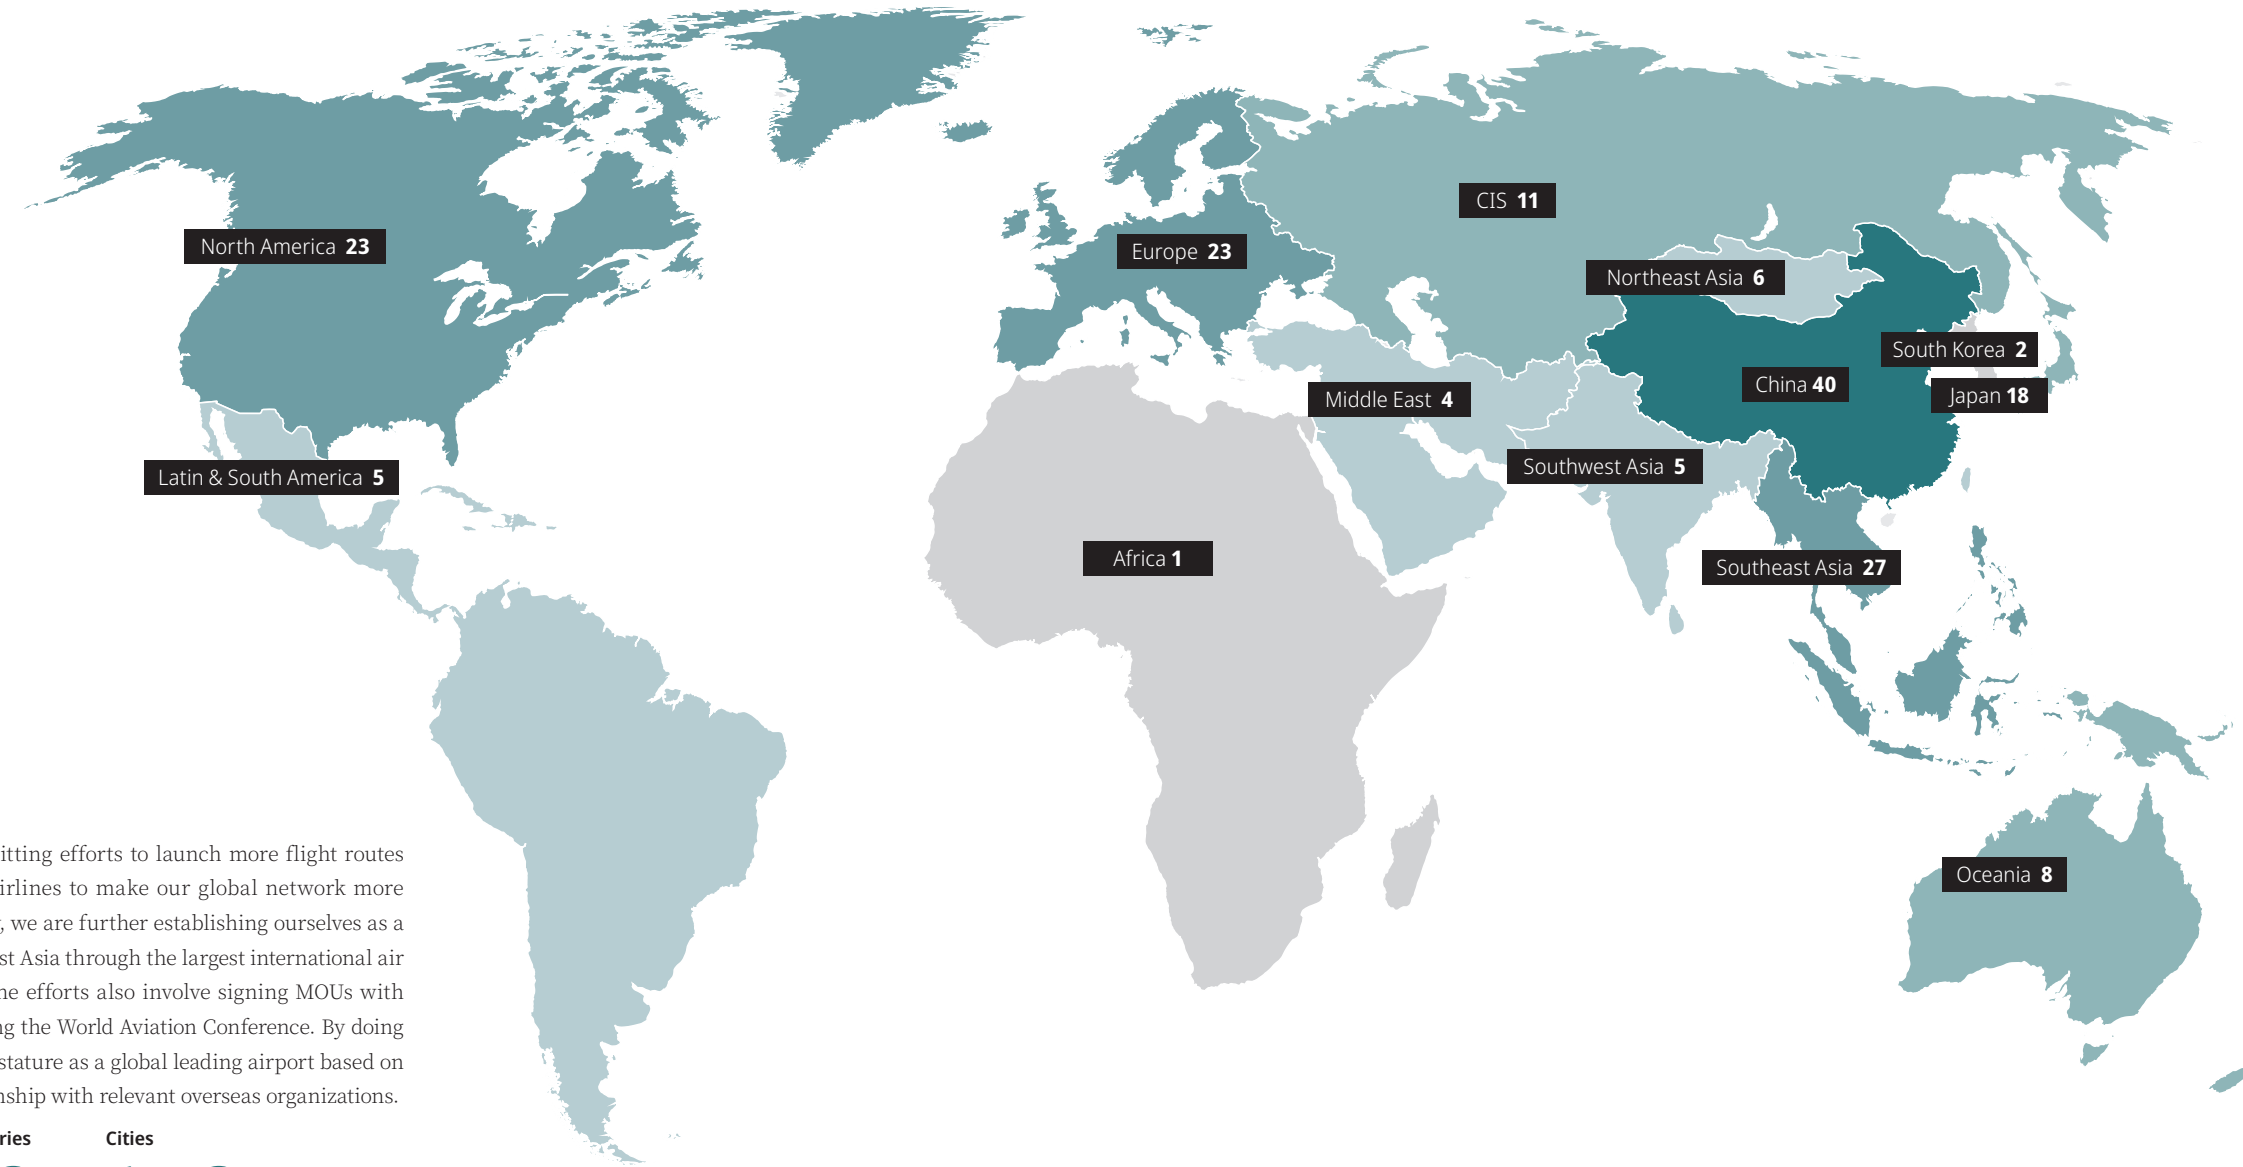 North America 23
Europe 23
CIS 11
Northeast Asia 6
South Korea 2
China 40
Japan 18
Middle East 4
Southwest Asia 5
Latin & South America 5
Africa 1
Southeast Asia 27
Oceania 8
itting efforts to launch more flight routes
irlines to make our global network more
, we are further establishing ourselves as a
st Asia through the largest international air
ne efforts also involve signing MOUs with
ng the World Aviation Conference. By doing
stature as a global leading airport based on
nship with relevant overseas organizations.
ries Cities